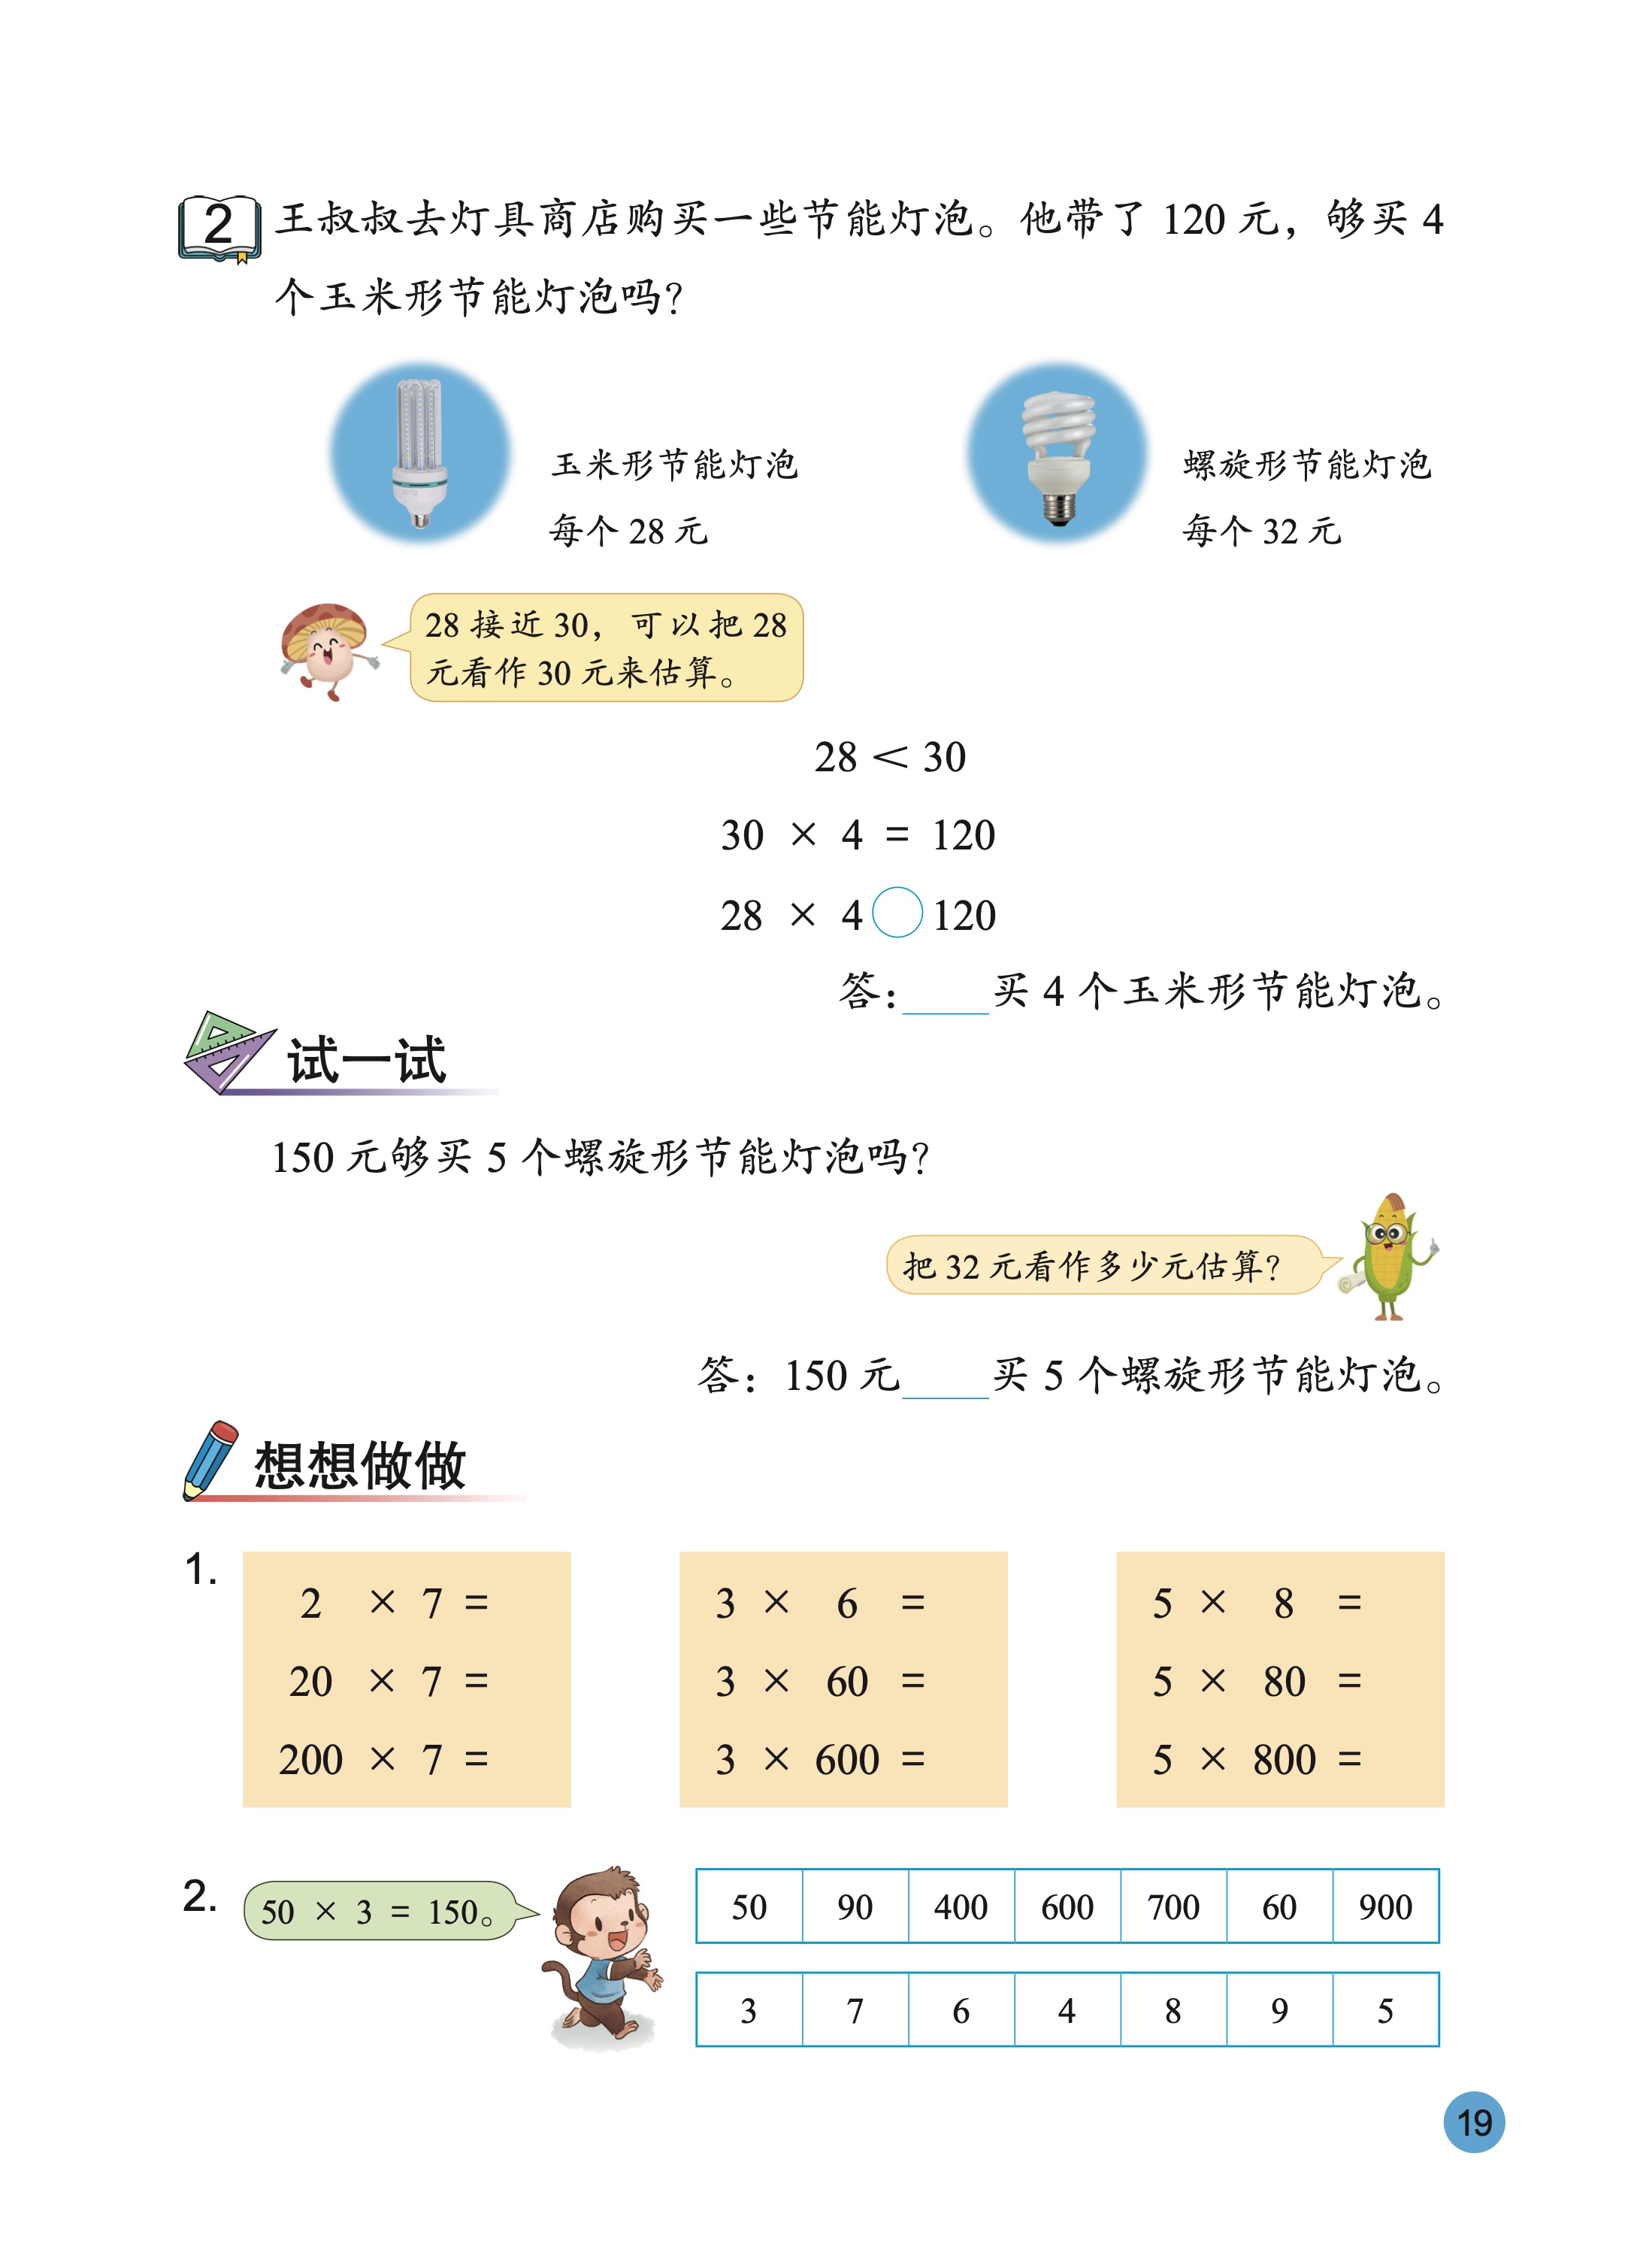 2 王叔叔去灯具商店购买一些节能灯泡。他带了 120 元，够买 4
个玉米形节能灯泡吗？
玉米形节能灯泡
每个 28 元
螺旋形节能灯泡
每个 32 元
28 接近 30，可以把 28
元看作 30 元来估算。
28 < 30
30 × 4 = 120
28 × 4 ○ 120
答：____买 4 个玉米形节能灯泡。
试一试
150 元够买 5 个螺旋形节能灯泡吗？
把 32 元看作多少元估算？
答：150 元____买 5 个螺旋形节能灯泡。
想想做做
1.
2 × 7 =
20 × 7 =
200 × 7 =
3 × 6 =
3 × 60 =
3 × 600 =
5 × 8 =
5 × 80 =
5 × 800 =
2.
50 × 3 = 150。
50 90 400 600 700 60 900
3 7 6 4 8 9 5
19